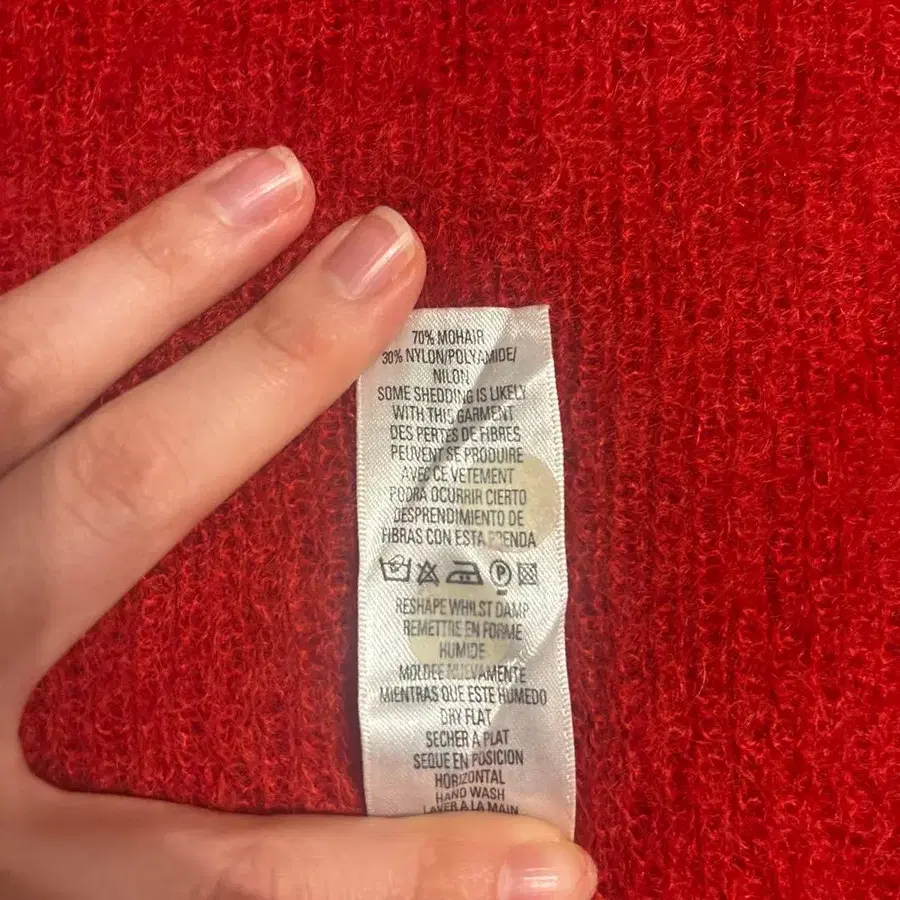 70% MOHAIR
30% NYLON/POLYAMIDE/
NILON
SOME SHEDDING IS LIKELY
WITH THIS GARMENT
DES PERTES DE FIBRES
PEUVENT SE PRODUIRE
AVEC CE VETEMENT
PODRA OCURRIR CIERTO
DESPRENDIMIENTO DE
FIBRAS CON ESTA PRENDA
P
RESHAPE WHILST DAMP
REMETTRE EN FORME
HUMIDE
MOLDEE NUEVAMENTE
MIENTRAS QUE ESTE HUMEDO
DRY FLAT
SECHER A PLAT
SEQUE EN POSICION
HORIZONTAL
HAND WASH
LAVER A LA MAIN